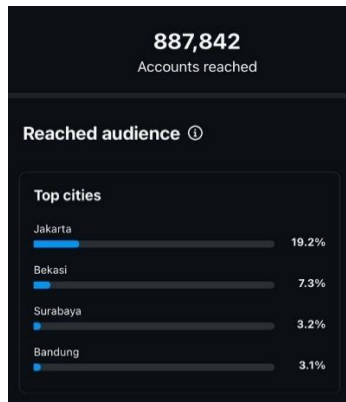 887,842
Accounts reached
Reached audience
Top cities
Jakarta
19.2%
Bekasi
7.3%
Surabaya
3.2%
Bandung
3.1%